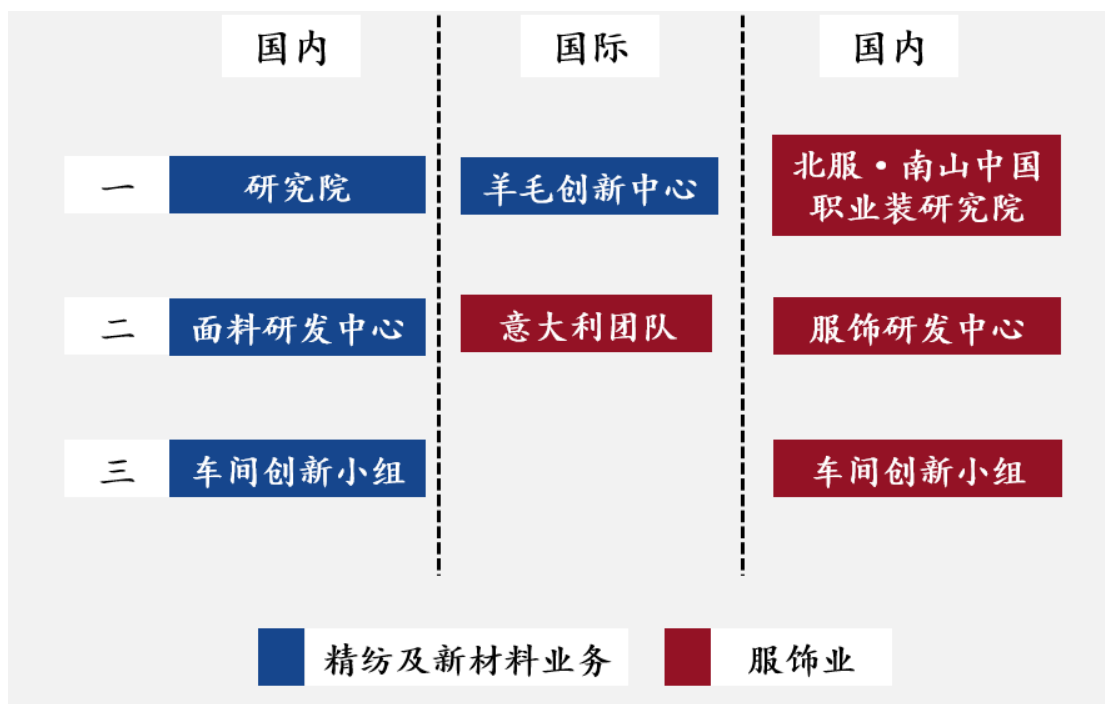 国内
国际
国内
一
研究院
羊毛创新中心
北服·南山中国
职业装研究院
二
面料研发中心
意大利团队
服饰研发中心
三
车间创新小组
车间创新小组
精纺及新材料业务
服饰业